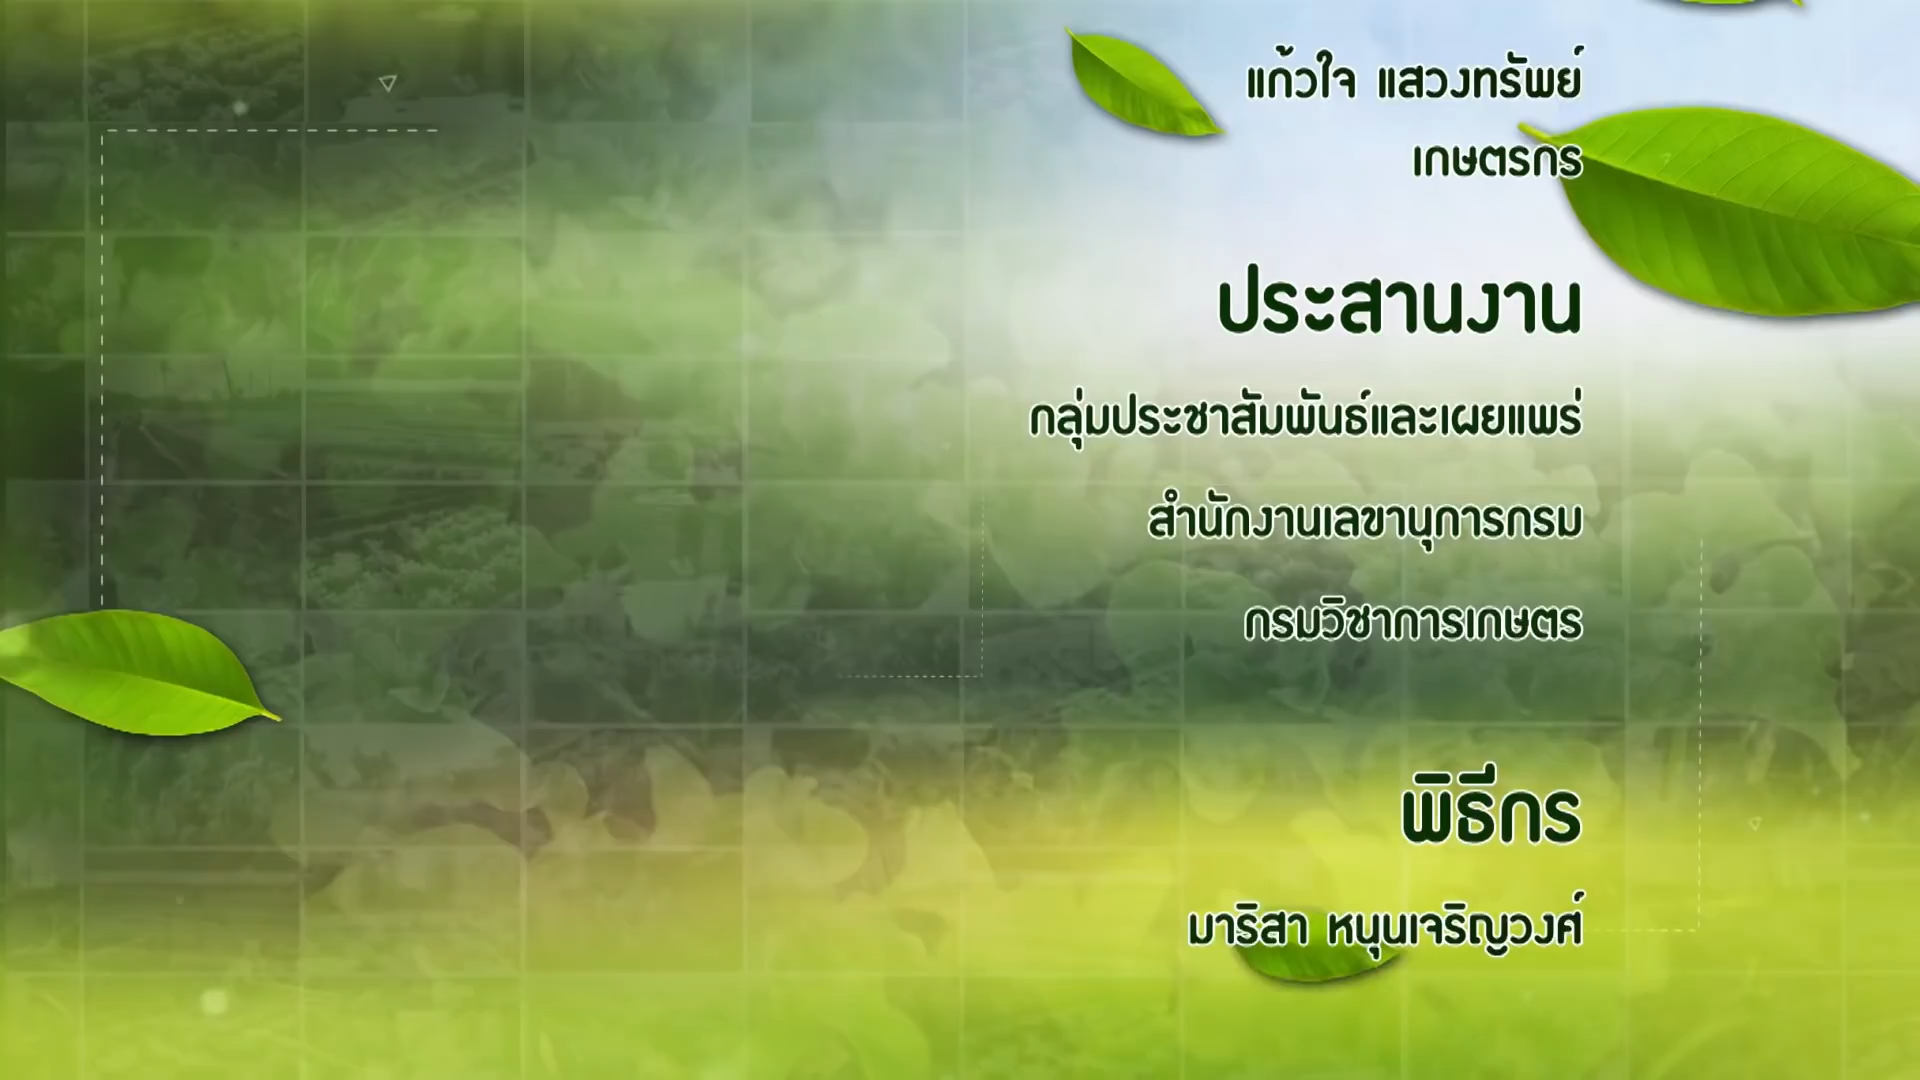 แก้วใจ แสวงทรัพย์
เกษตรกร
ประสานงาน
กลุ่มประชาสัมพันธ์และเผยแพร่
สำนักงานเลขานุการกรม
กรมวิชาการเกษตร
พิธีกร
มาริสา หนุนเจริญวงศ์